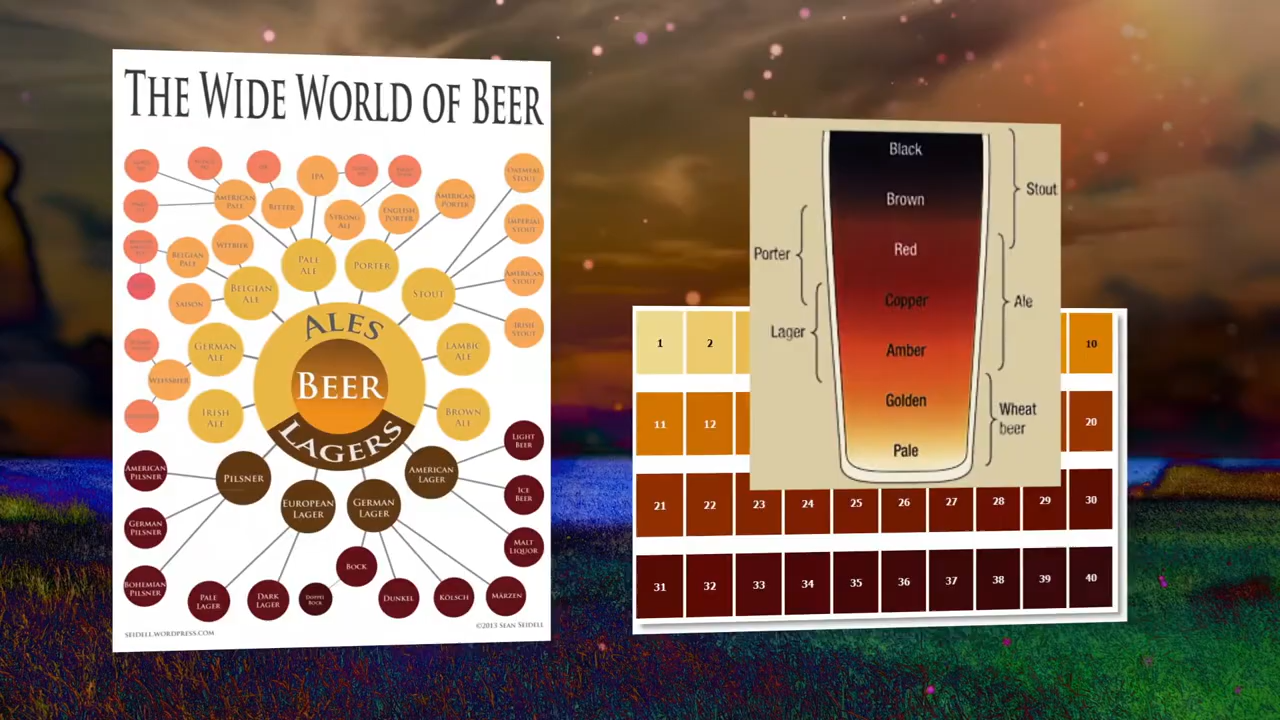 THE WIDE WORLD OF BEER
IPA
OATMEAL
STOUT
AMERICAN
PALE
BITTER
STRONG
ALE
ENGLISH
PORTER
AMERICAN
PORTER
IMPERIAL
STOUT
BELGIAN
PALE
WITBIER
PALE
ALE
PORTER
SAISON
BELGIAN
ALE
STOUT
AMERICAN
STOUT
IRISH
STOUT
GERMAN
ALE
ALES
LAMBIC
ALE
WEISSBIER
BEER
IRISH
ALE
BROWN
ALE
LAGERS
LIGHT
BEER
AMERICAN
PILSNER
PILSNER
AMERICAN
LAGER
EUROPEAN
LAGER
GERMAN
LAGER
ICE
BEER
GERMAN
PILSNER
MALT
LIQUOR
BOCK
BOHEMIAN
PILSNER
PALE
LAGER
DARK
LAGER
DOPPEL
BOCK
DUNKEL
KÖLSCH
MÄRZEN
SEIDELL.WORDPRESS.COM
©2013 SEAN SEIDELL
Black
Brown
Red
Copper
Amber
Golden
Pale
Stout
Porter
Ale
Lager
Wheat
beer
1 2 10
11 12 20
21 22 23 24 25 26 27 28 29 30
31 32 33 34 35 36 37 38 39 40